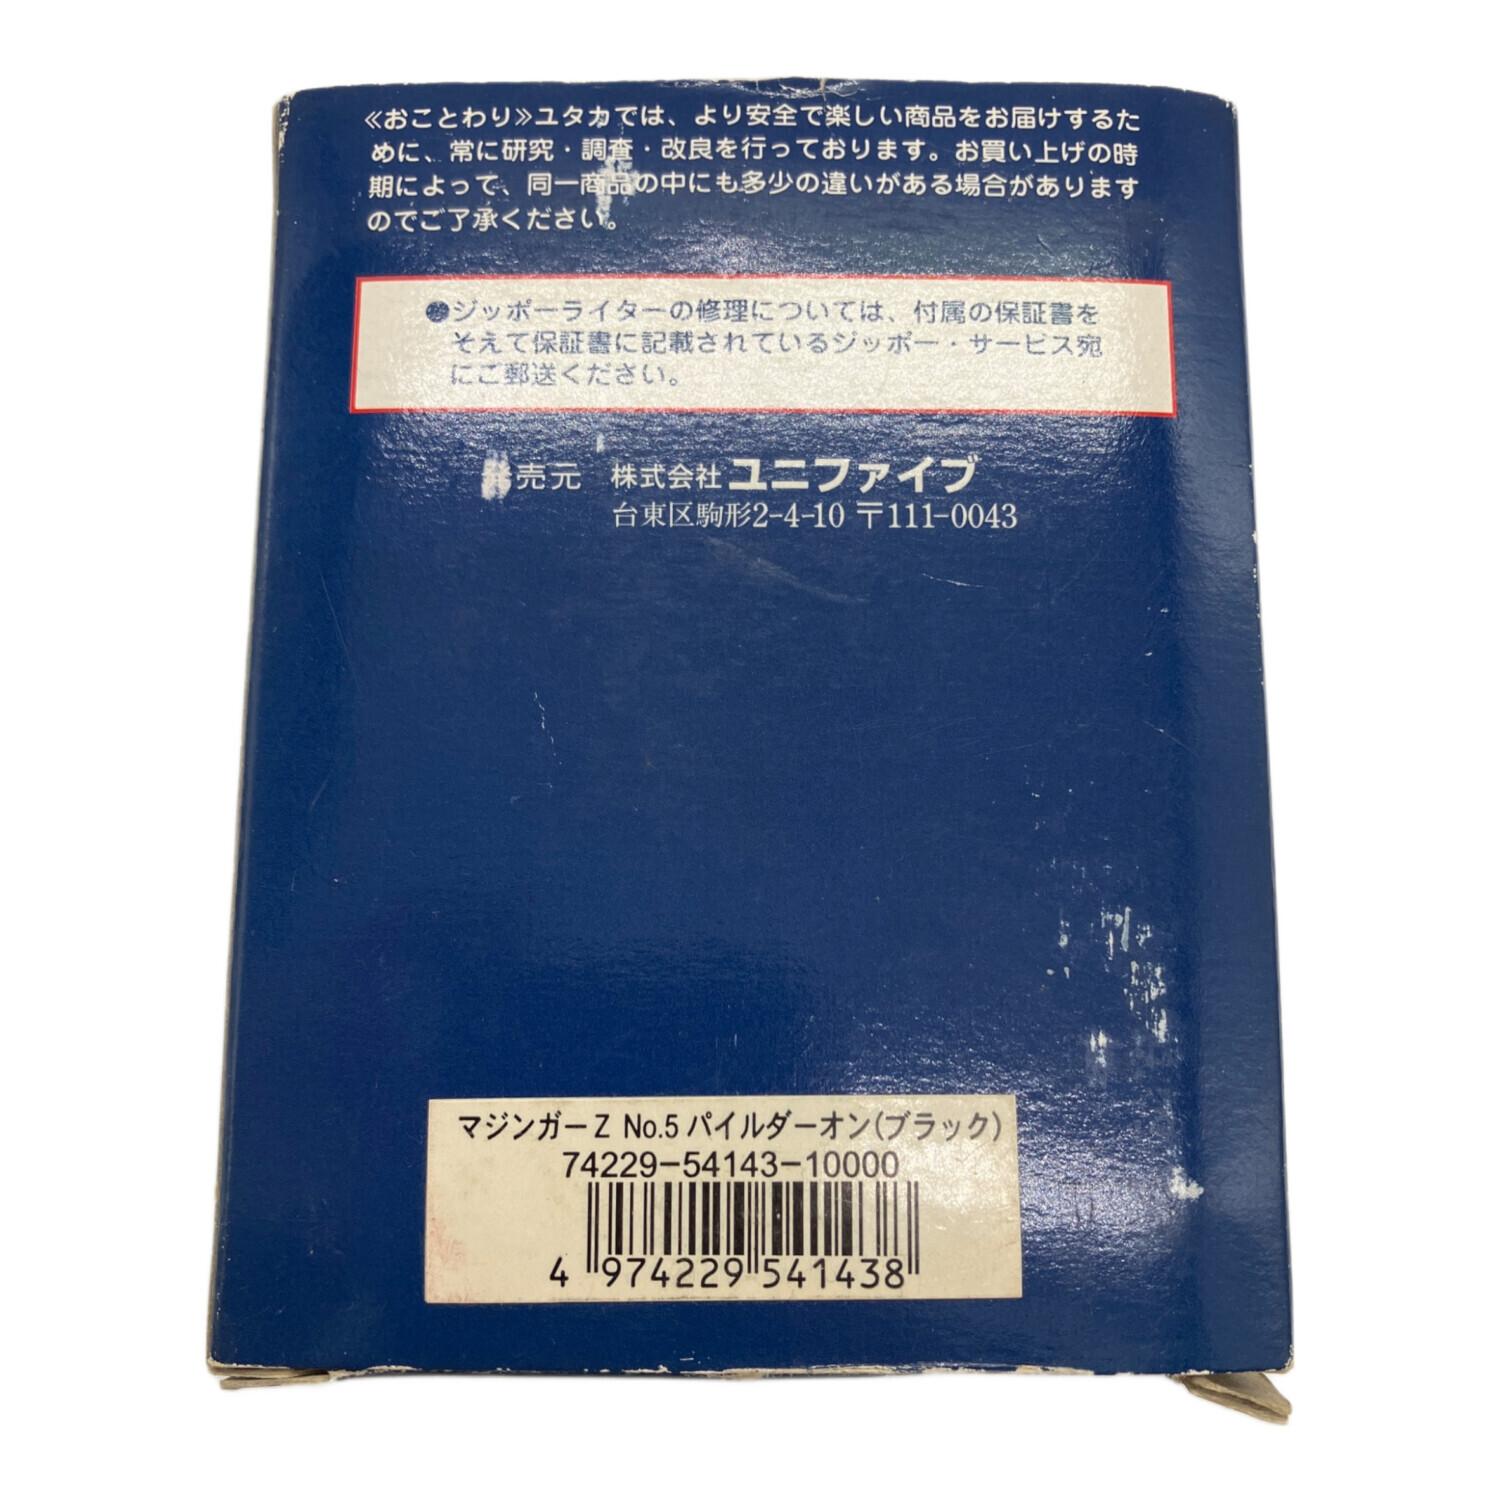 ≪おことわり≫ユタカでは、より安全で楽しい商品をお届けするた
めに、常に研究・調査・改良を行っております。お買い上げの時
期によって、同一商品の中にも多少の違いがある場合があります
のでご了承ください。
●ジッポーライターの修理については、付属の保証書を
そえて保証書に記載されているジッポー・サービス宛
にご郵送ください。
発売元 株式会社ユニファイブ
台東区駒形2-4-10 〒111-0043
マジンガーZ No.5 パイルダーオン(ブラック)
74229-54143-10000
4 974229 541438